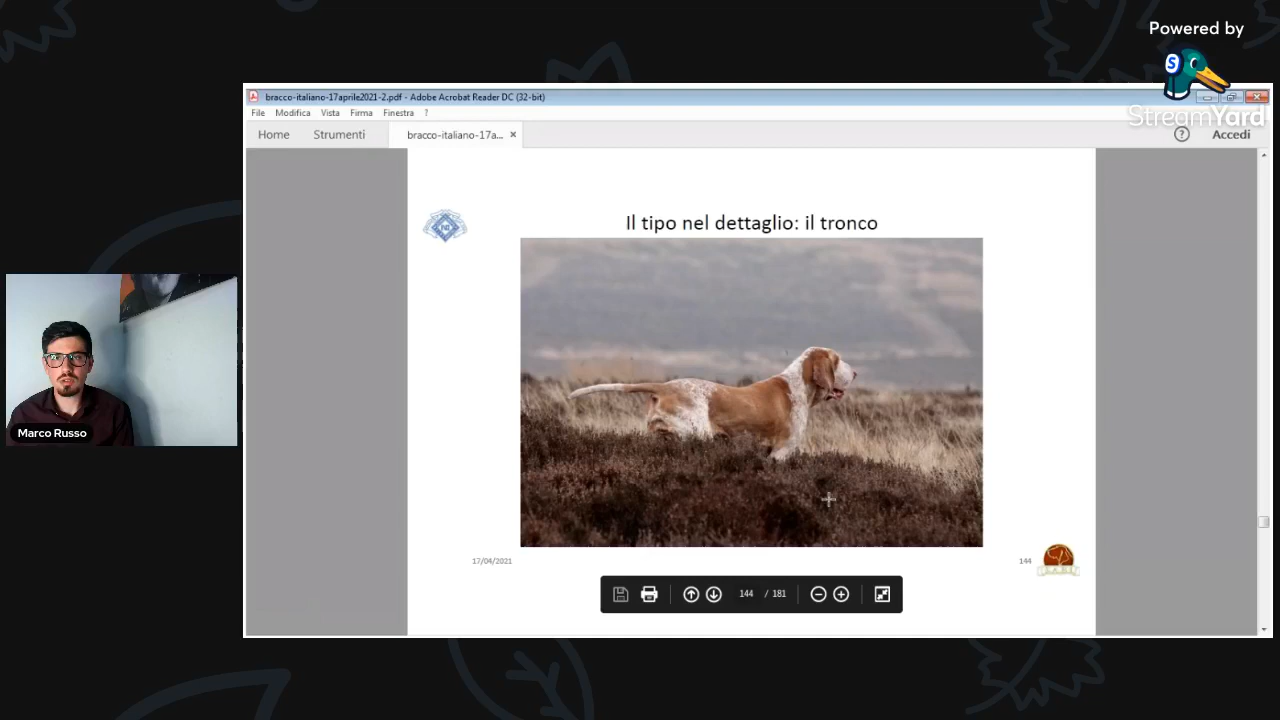 Powered by
StreamYard
bracco-italiano-17aprile2021-2.pdf - Adobe Acrobat Reader DC (32-bit)
File Modifica Vista Firma Finestra ?
Home Strumenti bracco-italiano-17a... × ? Accedi
Il tipo nel dettaglio: il tronco
Marco Russo
17/04/2021
144
144 / 181